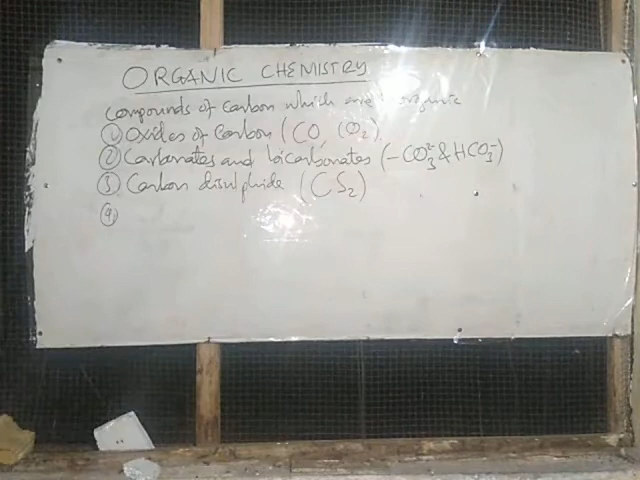 ORGANIC CHEMISTRY
Compounds of Carbon which are organic
① Oxides of Carbon (CO, CO₂)
② Carbonates and bicarbonates (-CO₃²⁻ & HCO₃⁻)
③ Carbon disulphide (CS₂)
④